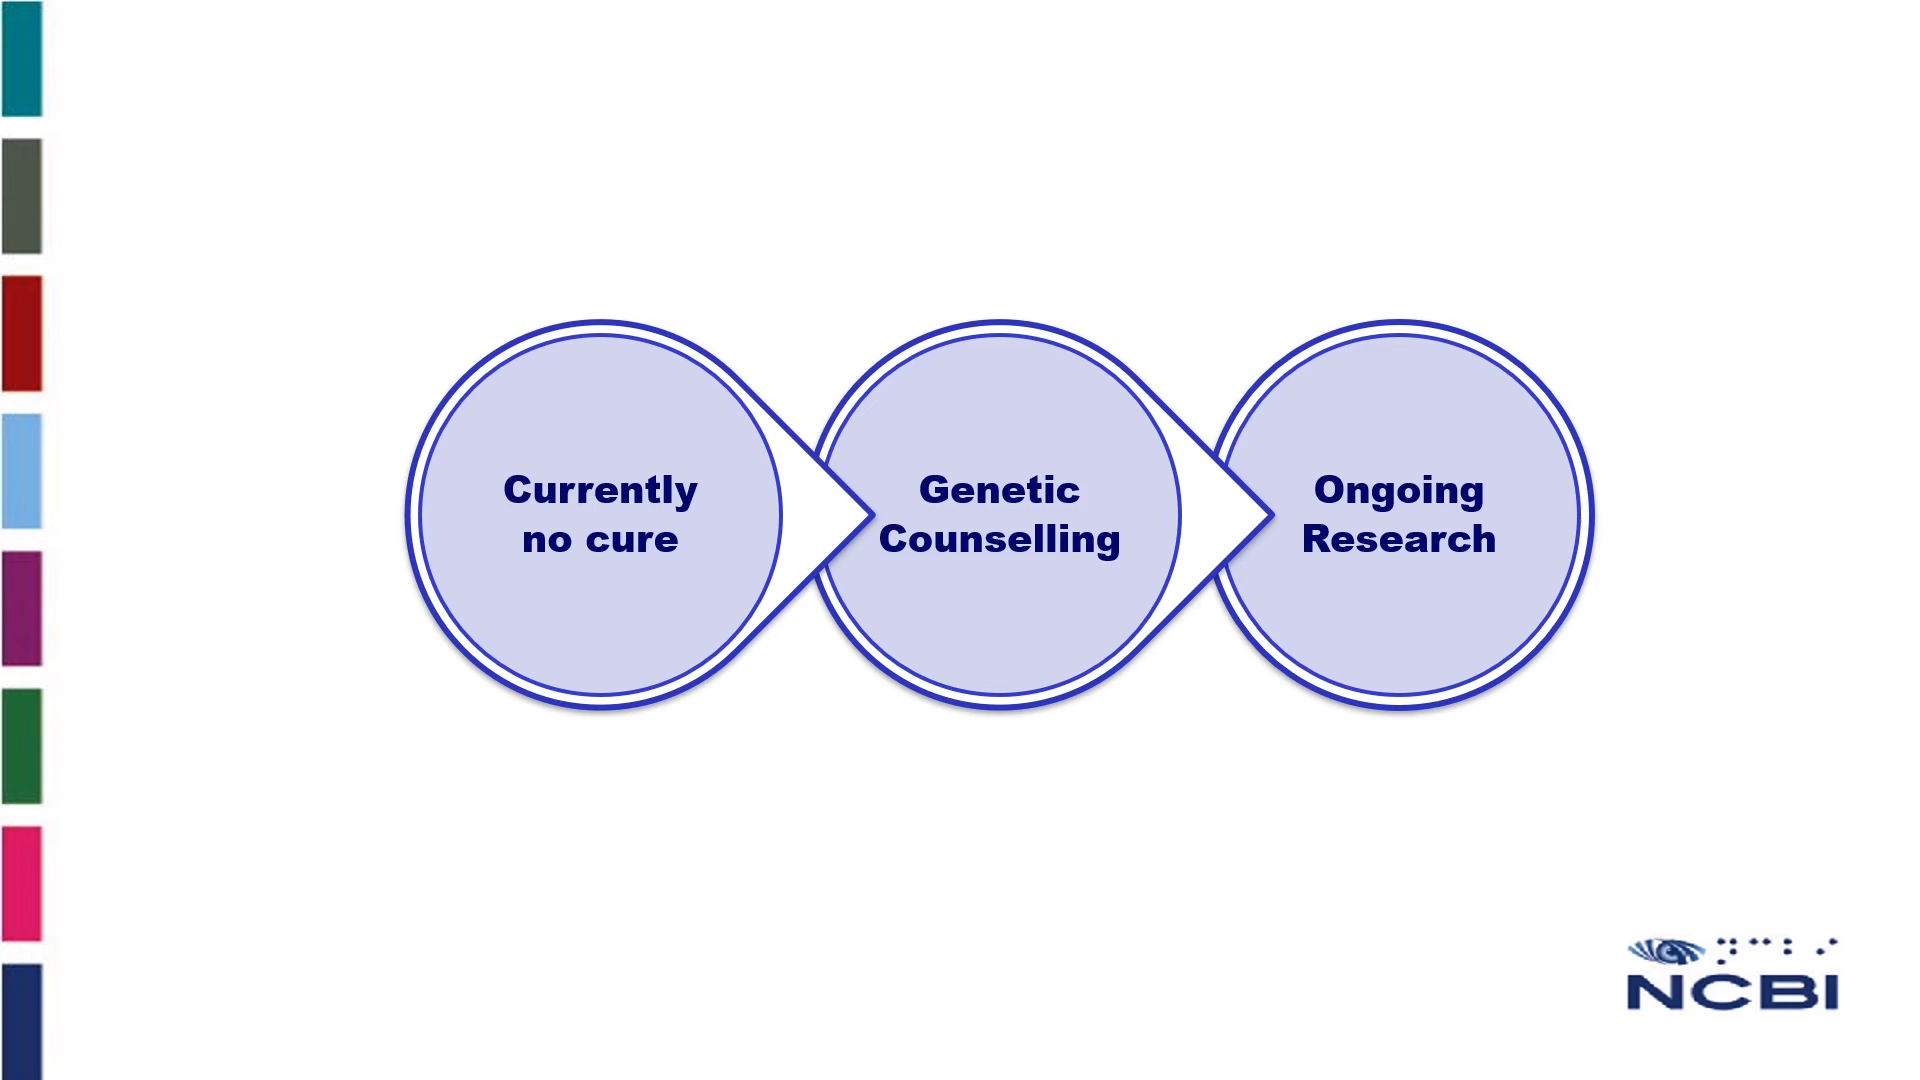 Currently
no cure
Genetic
Counselling
Ongoing
Research
NCBI